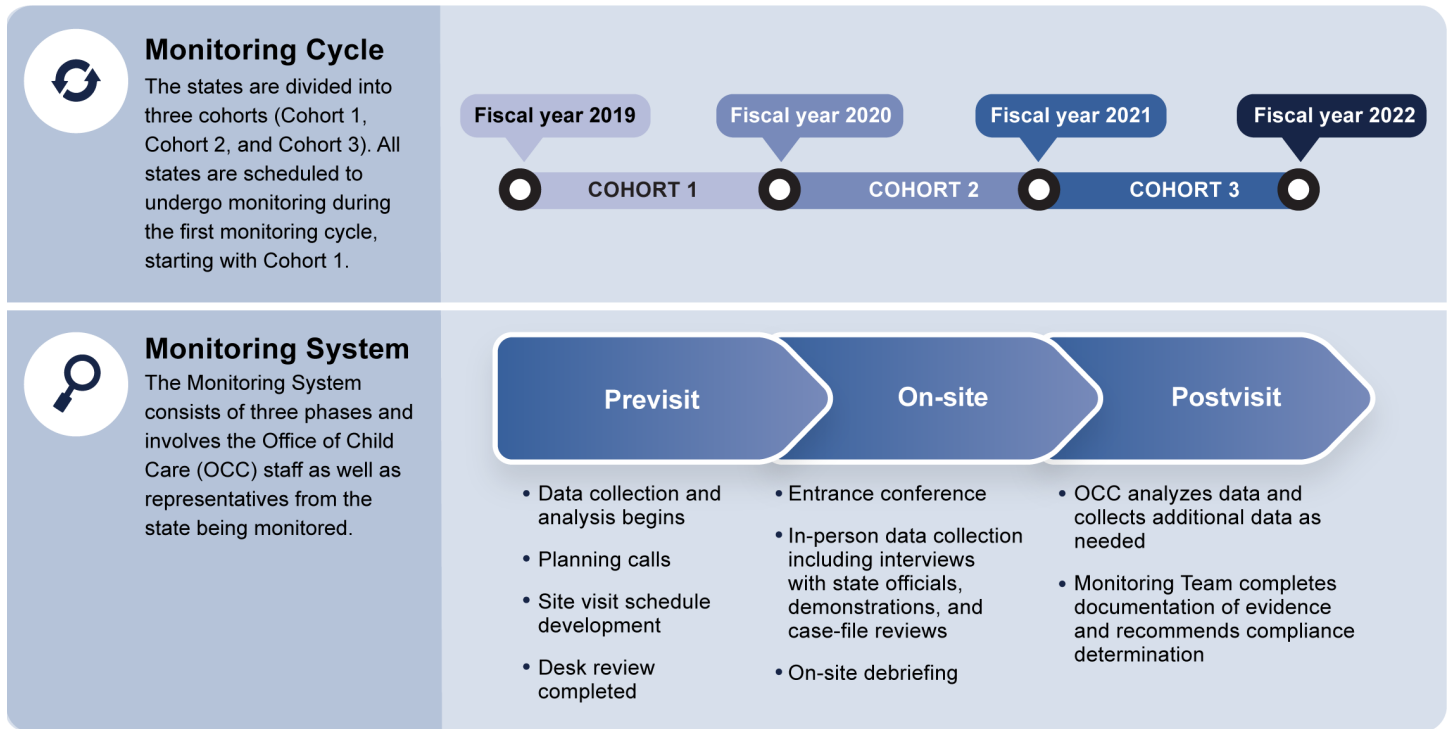 Monitoring Cycle
The states are divided into
three cohorts (Cohort 1,
Cohort 2, and Cohort 3). All
states are scheduled to
undergo monitoring during
the first monitoring cycle,
starting with Cohort 1.
Fiscal year 2019
Fiscal year 2020
Fiscal year 2021
Fiscal year 2022
COHORT 1
COHORT 2
COHORT 3
Monitoring System
The Monitoring System
consists of three phases and
involves the Office of Child
Care (OCC) staff as well as
representatives from the
state being monitored.
Previsit
• Data collection and
analysis begins
• Planning calls
• Site visit schedule
development
• Desk review
completed
On-site
• Entrance conference
• In-person data collection
including interviews
with state officials,
demonstrations, and
case-file reviews
• On-site debriefing
Postvisit
• OCC analyzes data and
collects additional data as
needed
• Monitoring Team completes
documentation of evidence
and recommends compliance
determination